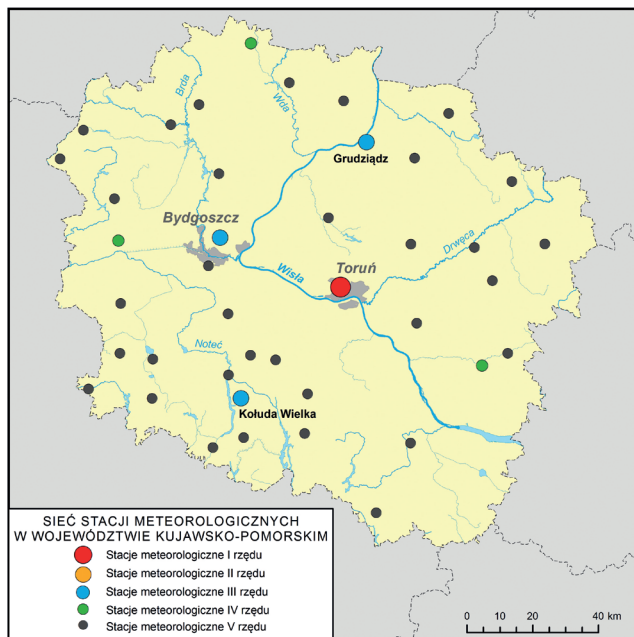 Brda
Wda
Grudziądz
Bydgoszcz
Drwęca
Wisła
Toruń
Noteć
Kołuda Wielka
SIEĆ STACJI METEOROLOGICZNYCH
W WOJEWÓDZTWIE KUJAWSKO-POMORSKIM
Stacje meteorologiczne I rzędu
Stacje meteorologiczne II rzędu
Stacje meteorologiczne III rzędu
Stacje meteorologiczne IV rzędu
Stacje meteorologiczne V rzędu
0 20 40 km